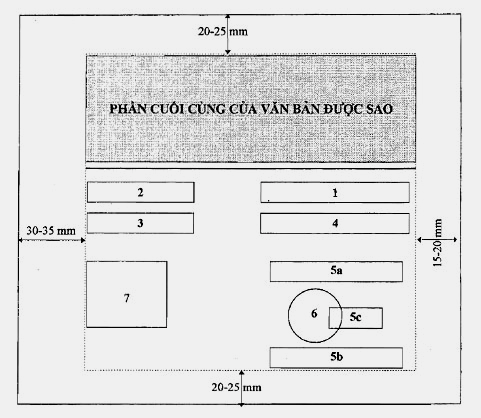 20-25 mm
PHẦN CUỐI CÙNG CỦA VĂN BẢN ĐƯỢC SAO
2
1
3
4
30-35 mm
15-20 mm
5a
7
6
5c
5b
20-25 mm